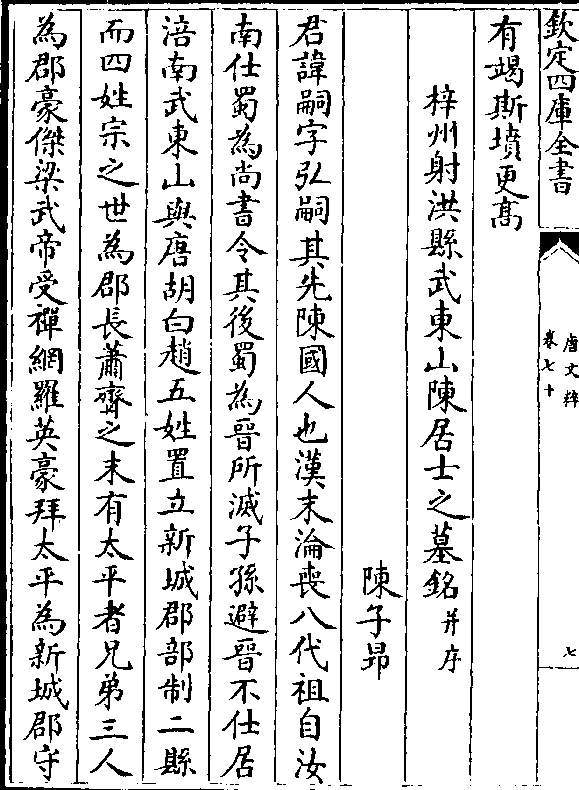 欽定四庫全書
唐文粹
卷七十
七
有竭斯墳更高
梓州射洪縣武東山陳居士之墓銘并序
陳子昂
君諱嗣字弘嗣其先陳國人也漢末淪喪八代祖自汝
南仕蜀為尚書令其後蜀為晉所滅子孫避晉不仕居
涪南武東山與唐胡白趙五姓置立新城郡部制二縣
而四姓宗之世為郡長蕭齊之末有太平者兄弟三人
為郡豪傑梁武帝受禪網羅英豪拜太平為新城郡守